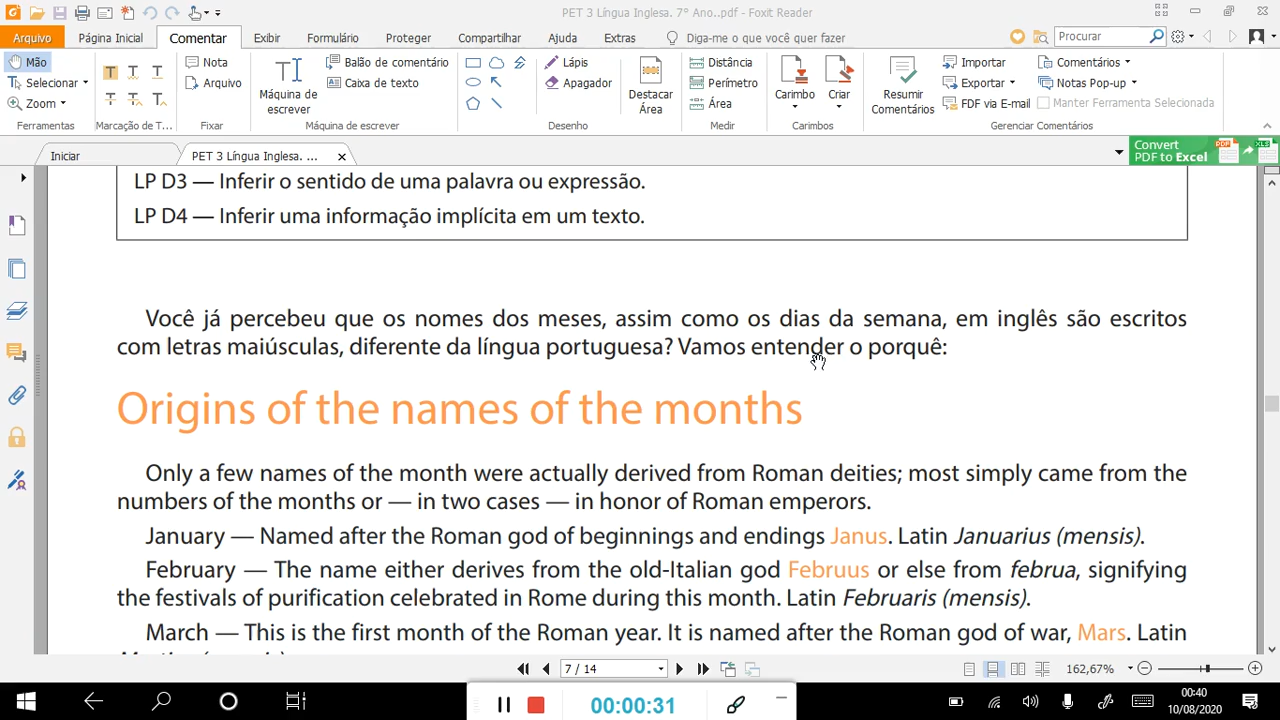 PET 3 Língua Inglesa. 7° Ano..pdf - Foxit Reader
Arquivo Página Inicial Comentar Exibir Formulário Proteger Compartilhar Ajuda Extras Diga-me o que você quer fazer Procurar
Mão T T T Nota Balão de comentário Lápis Distância Importar Comentários
Selecionar Arquivo Caixa de texto Apagador Perímetro Exportar Notas Pop-up
Zoom T T T Máquina de escrever Destacar Área Área Carimbo Criar Resumir Comentários FDF via E-mail Manter Ferramenta Selecionada
Ferramentas Marcação de T... Fixar Máquina de escrever Desenho Medir Carimbos Gerenciar Comentários
Iniciar PET 3 Língua Inglesa. ... Convert PDF to Excel PDF XLS
LP D3 — Inferir o sentido de uma palavra ou expressão.
LP D4 — Inferir uma informação implícita em um texto.
Você já percebeu que os nomes dos meses, assim como os dias da semana, em inglês são escritos
com letras maiúsculas, diferente da língua portuguesa? Vamos entender o porquê:
Origins of the names of the months
Only a few names of the month were actually derived from Roman deities; most simply came from the
numbers of the months or — in two cases — in honor of Roman emperors.
January — Named after the Roman god of beginnings and endings Janus. Latin Januarius (mensis).
February — The name either derives from the old-Italian god Februus or else from februa, signifying
the festivals of purification celebrated in Rome during this month. Latin Februaris (mensis).
March — This is the first month of the Roman year. It is named after the Roman god of war, Mars. Latin
7 / 14 162,67%
00:00:31
00:40
10/08/2020